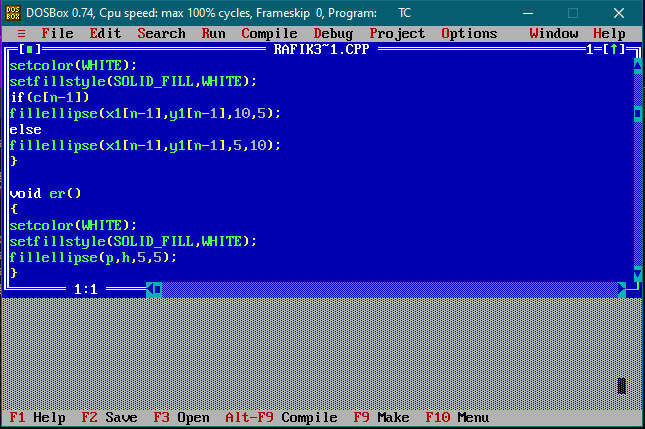 DOS BOX DOSBox 0.74, Cpu speed: max 100% cycles, Frameskip 0, Program: TC
≡ File Edit Search Run Compile Debug Project Options Window Help
[■] RAFIK3~1.CPP 1=[↑]
setcolor(WHITE);
setfillstyle(SOLID_FILL,WHITE);
if(c[n-1])
fillellipse(x1[n-1],y1[n-1],10,5);
else
fillellipse(x1[n-1],y1[n-1],5,10);
}
void er()
{
setcolor(WHITE);
setfillstyle(SOLID_FILL,WHITE);
fillellipse(p,h,5,5);
}
1:1
F1 Help F2 Save F3 Open Alt-F9 Compile F9 Make F10 Menu